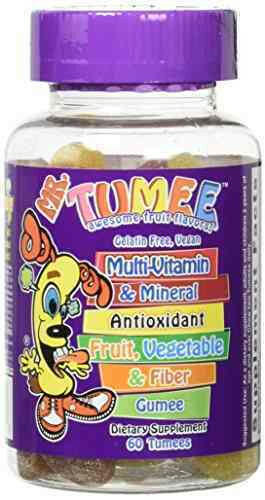 MR.
TUMEE™
awesome fruit flavors!
Gelatin Free, Vegan
Multi-Vitamin
& Mineral
Antioxidant
Fruit, Vegetable
& Fiber
Gumee
Dietary Supplement
60 Tumees